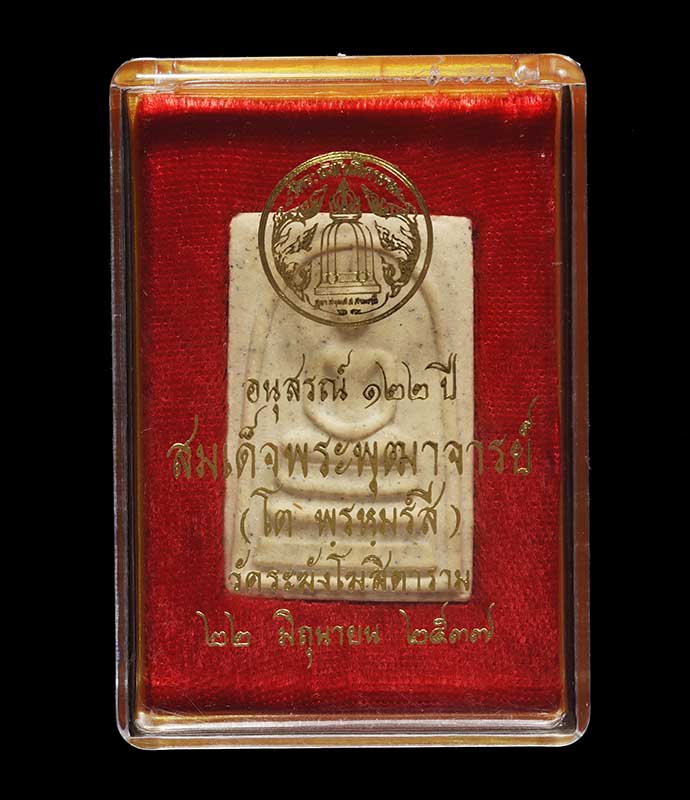 อนุสรณ์ ๑๒๒ ปี
สมเด็จพระพุฒาจารย์
(โต พฺรหฺมรํสี)
วัดระฆังโฆสิตาราม
๒๒ มิถุนายน ๒๕๓๗